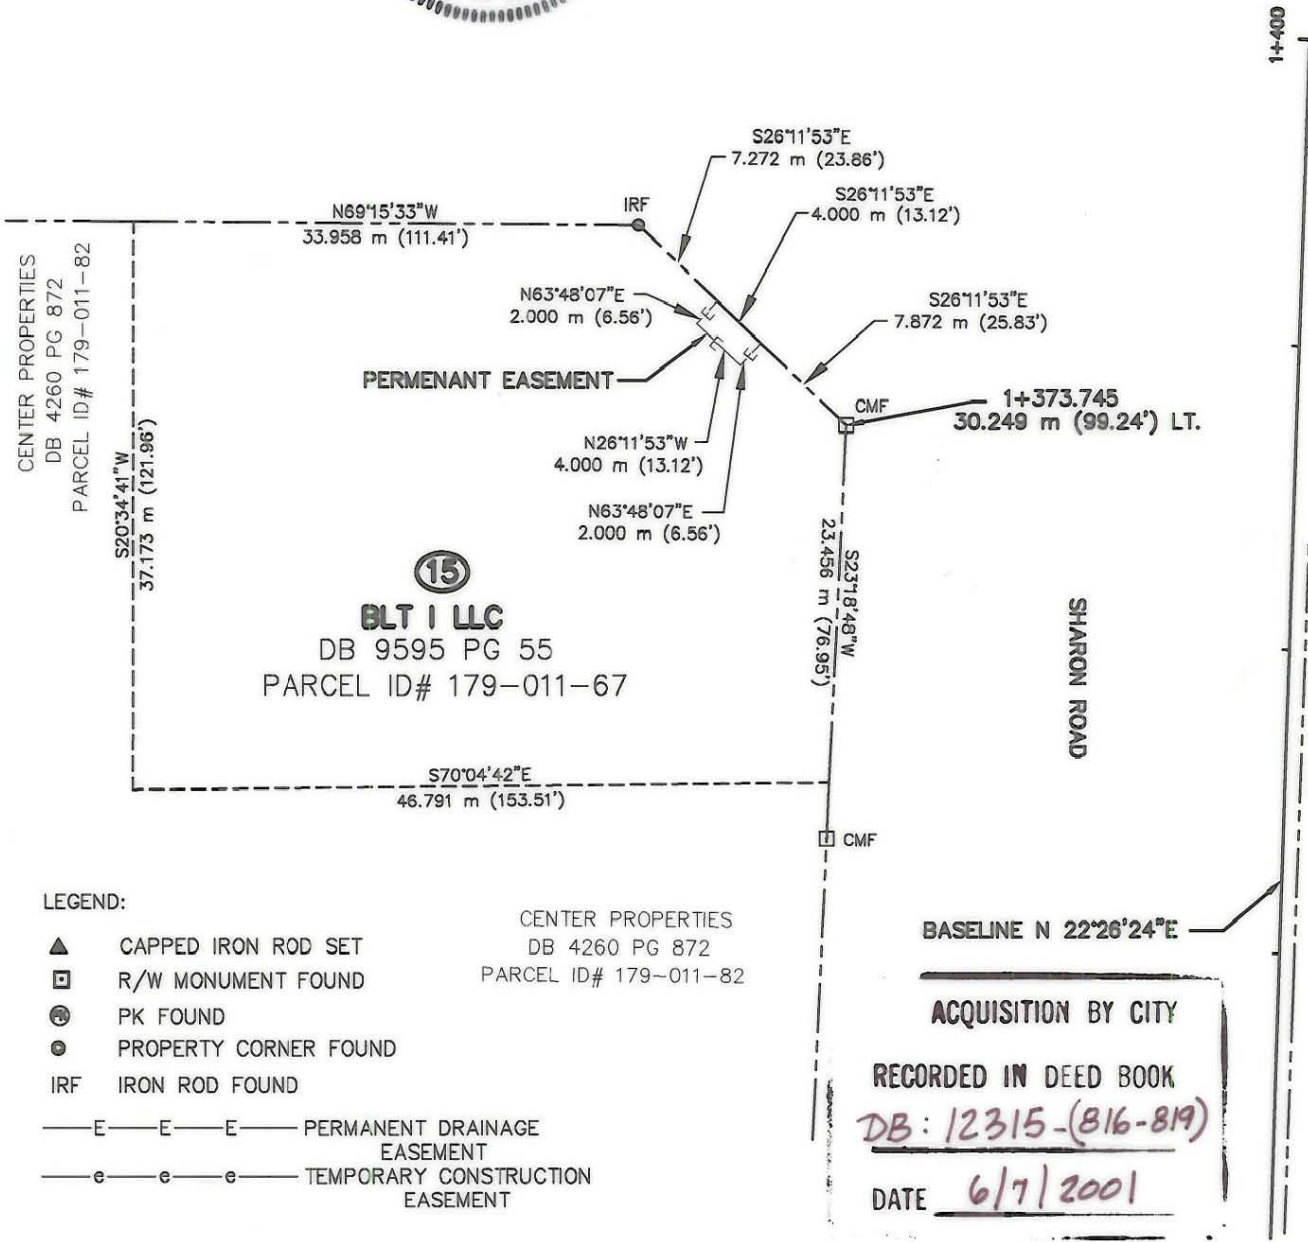 1+400
S26°11'53"E
7.272 m (23.86')
S26°11'53"E
4.000 m (13.12')
IRF
N69°15'33"W
33.958 m (111.41')
CENTER PROPERTIES
DB 4260 PG 872
PARCEL ID# 179-011-82
N63°48'07"E
2.000 m (6.56')
S26°11'53"E
7.872 m (25.83')
PERMENANT EASEMENT
E
E
E
CMF
1+373.745
30.249 m (99.24') LT.
N26°11'53"W
4.000 m (13.12')
N63°48'07"E
2.000 m (6.56')
S20°34'41"W
37.173 m (121.96')
S23°18'48"W
23.456 m (76.95')
15
BLT I LLC
DB 9595 PG 55
PARCEL ID# 179-011-67
SHARON ROAD
S70°04'42"E
46.791 m (153.51')
CMF
LEGEND:
CAPPED IRON ROD SET
R/W MONUMENT FOUND
PK FOUND
PROPERTY CORNER FOUND
IRF IRON ROD FOUND
E E E PERMANENT DRAINAGE
EASEMENT
e e e TEMPORARY CONSTRUCTION
EASEMENT
CENTER PROPERTIES
DB 4260 PG 872
PARCEL ID# 179-011-82
BASELINE N 22°26'24"E
ACQUISITION BY CITY
RECORDED IN DEED BOOK
DB: 12315-(816-819)
DATE 6/7/2001